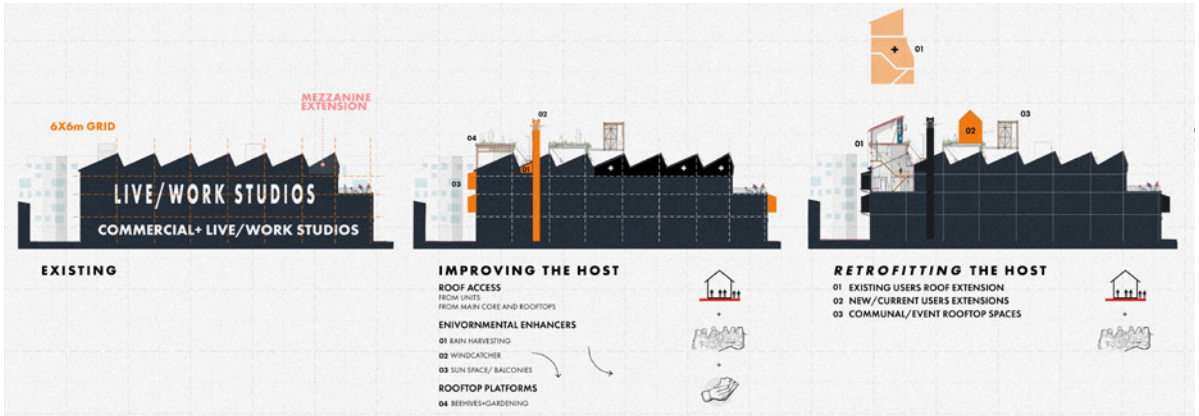 MEZZANINE
EXTENSION
6X6m GRID
LIVE/WORK STUDIOS
COMMERCIAL+ LIVE/WORK STUDIOS
EXISTING
02
04
01
03
IMPROVING THE HOST
ROOF ACCESS
FROM UNITS
FROM MAIN CORE AND ROOFTOPS
ENIVORNMENTAL ENHANCERS
01 RAIN HARVESTING
02 WINDCATCHER
03 SUN SPACE/ BALCONIES
ROOFTOP PLATFORMS
04 BEEHIVES+GARDENING
+
+
01
03
02
01
RETROFITTING THE HOST
01 EXISTING USERS ROOF EXTENSION
02 NEW/CURRENT USERS EXTENSIONS
03 COMMUNAL/EVENT ROOFTOP SPACES
+